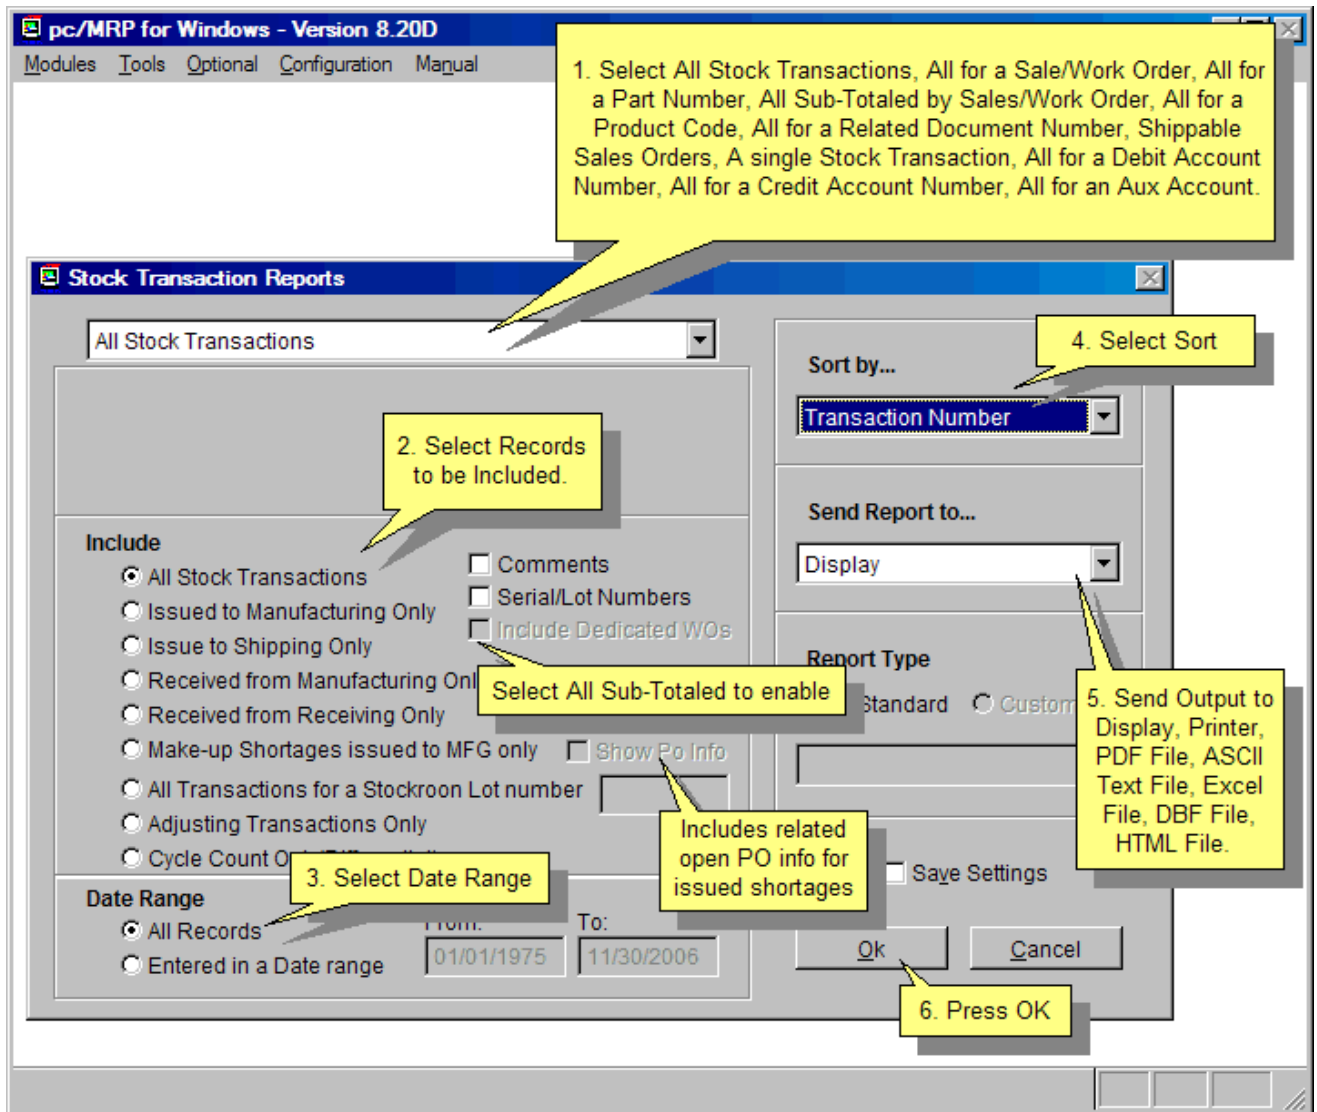 pc/MRP for Windows - Version 8.20D
Modules Tools Optional Configuration Manual
1. Select All Stock Transactions, All for a Sale/Work Order, All for
a Part Number, All Sub-Totaled by Sales/Work Order, All for a
Product Code, All for a Related Document Number, Shippable
Sales Orders, A single Stock Transaction, All for a Debit Account
Number, All for a Credit Account Number, All for an Aux Account.
Stock Transaction Reports
All Stock Transactions
2. Select Records
to be Included.
Include
All Stock Transactions
Issued to Manufacturing Only
Issue to Shipping Only
Received from Manufacturing Onl
Received from Receiving Only
Make-up Shortages issued to MFG only
Show Po Info
All Transactions for a Stockroon Lot number
Adjusting Transactions Only
Cycle Count
Comments
Serial/Lot Numbers
Include Dedicated WOs
Select All Sub-Totaled to enable
Includes related
open PO info for
issued shortages
3. Select Date Range
Date Range
All Records
Entered in a Date range
From:
01/01/1975
To:
11/30/2006
4. Select Sort
Sort by...
Transaction Number
Send Report to...
Display
Report Type
Standard
Custom
5. Send Output to
Display, Printer,
PDF File, ASCII
Text File, Excel
File, DBF File,
HTML File.
Save Settings
Ok
Cancel
6. Press OK